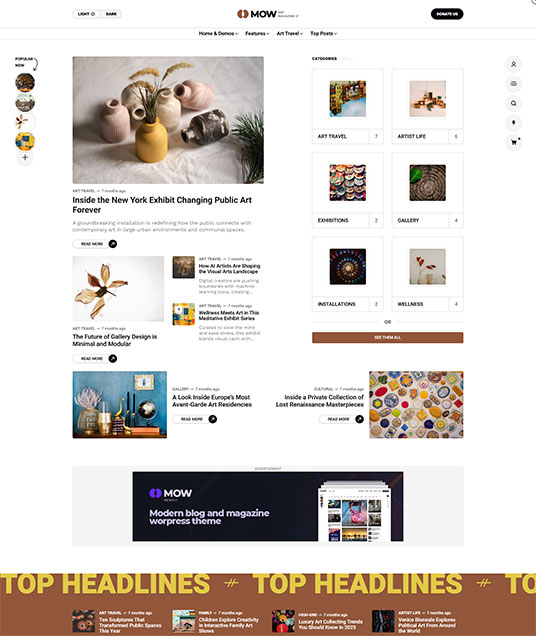 LIGHT
DARK
MOW ART MAGAZINE //
DONATE US
Home & Demos
Features
Art Travel
Top Posts
POPULAR
NOW
ART TRAVEL — 7 months ago
Inside the New York Exhibit Changing Public Art
Forever
A groundbreaking installation is redefining how the public connects with
contemporary art in large urban environments and communal spaces.
READ MORE
ART TRAVEL — 7 months ago
The Future of Gallery Design is
Minimal and Modular
READ MORE
ART TRAVEL — 7 months ago
How AI Artists Are Shaping
the Visual Arts Landscape
Digital creators are pushing
boundaries with machine-
learning tools, creating...
ART TRAVEL — 7 months ago
Wellness Meets Art in This
Meditative Exhibit Series
Curated to slow the mind
and ease stress, this exhibit
trends visual calm with...
CATEGORIES
ART TRAVEL 7
ARTIST LIFE 6
EXHIBITIONS 2
GALLERY 4
INSTALLATIONS 2
WELLNESS 4
OR
SEE THEM ALL
GALLERY — 7 months ago
A Look Inside Europe's Most
Avant-Garde Art Residencies
READ MORE
CULTURAL — 7 months ago
Inside a Private Collection of
Lost Renaissance Masterpieces
READ MORE
ADVERTISEMENT
MOW
Modern blog and magazine
worpress theme
TOP HEADLINES // TOP HEADLINES // TO
ART TRAVEL — 7 months ago
Ten Sculptures That
Transformed Public Spaces
This Year
FAMILY — 7 months ago
Children Explore Creativity
in Interactive Family Art
Shows
HIGH-END — 7 months ago
Luxury Art Collecting Trends
You Should Know in 2025
ARTIST LIFE — 7 months ago
Venice Biennale Explores
Political Art From Around
the World